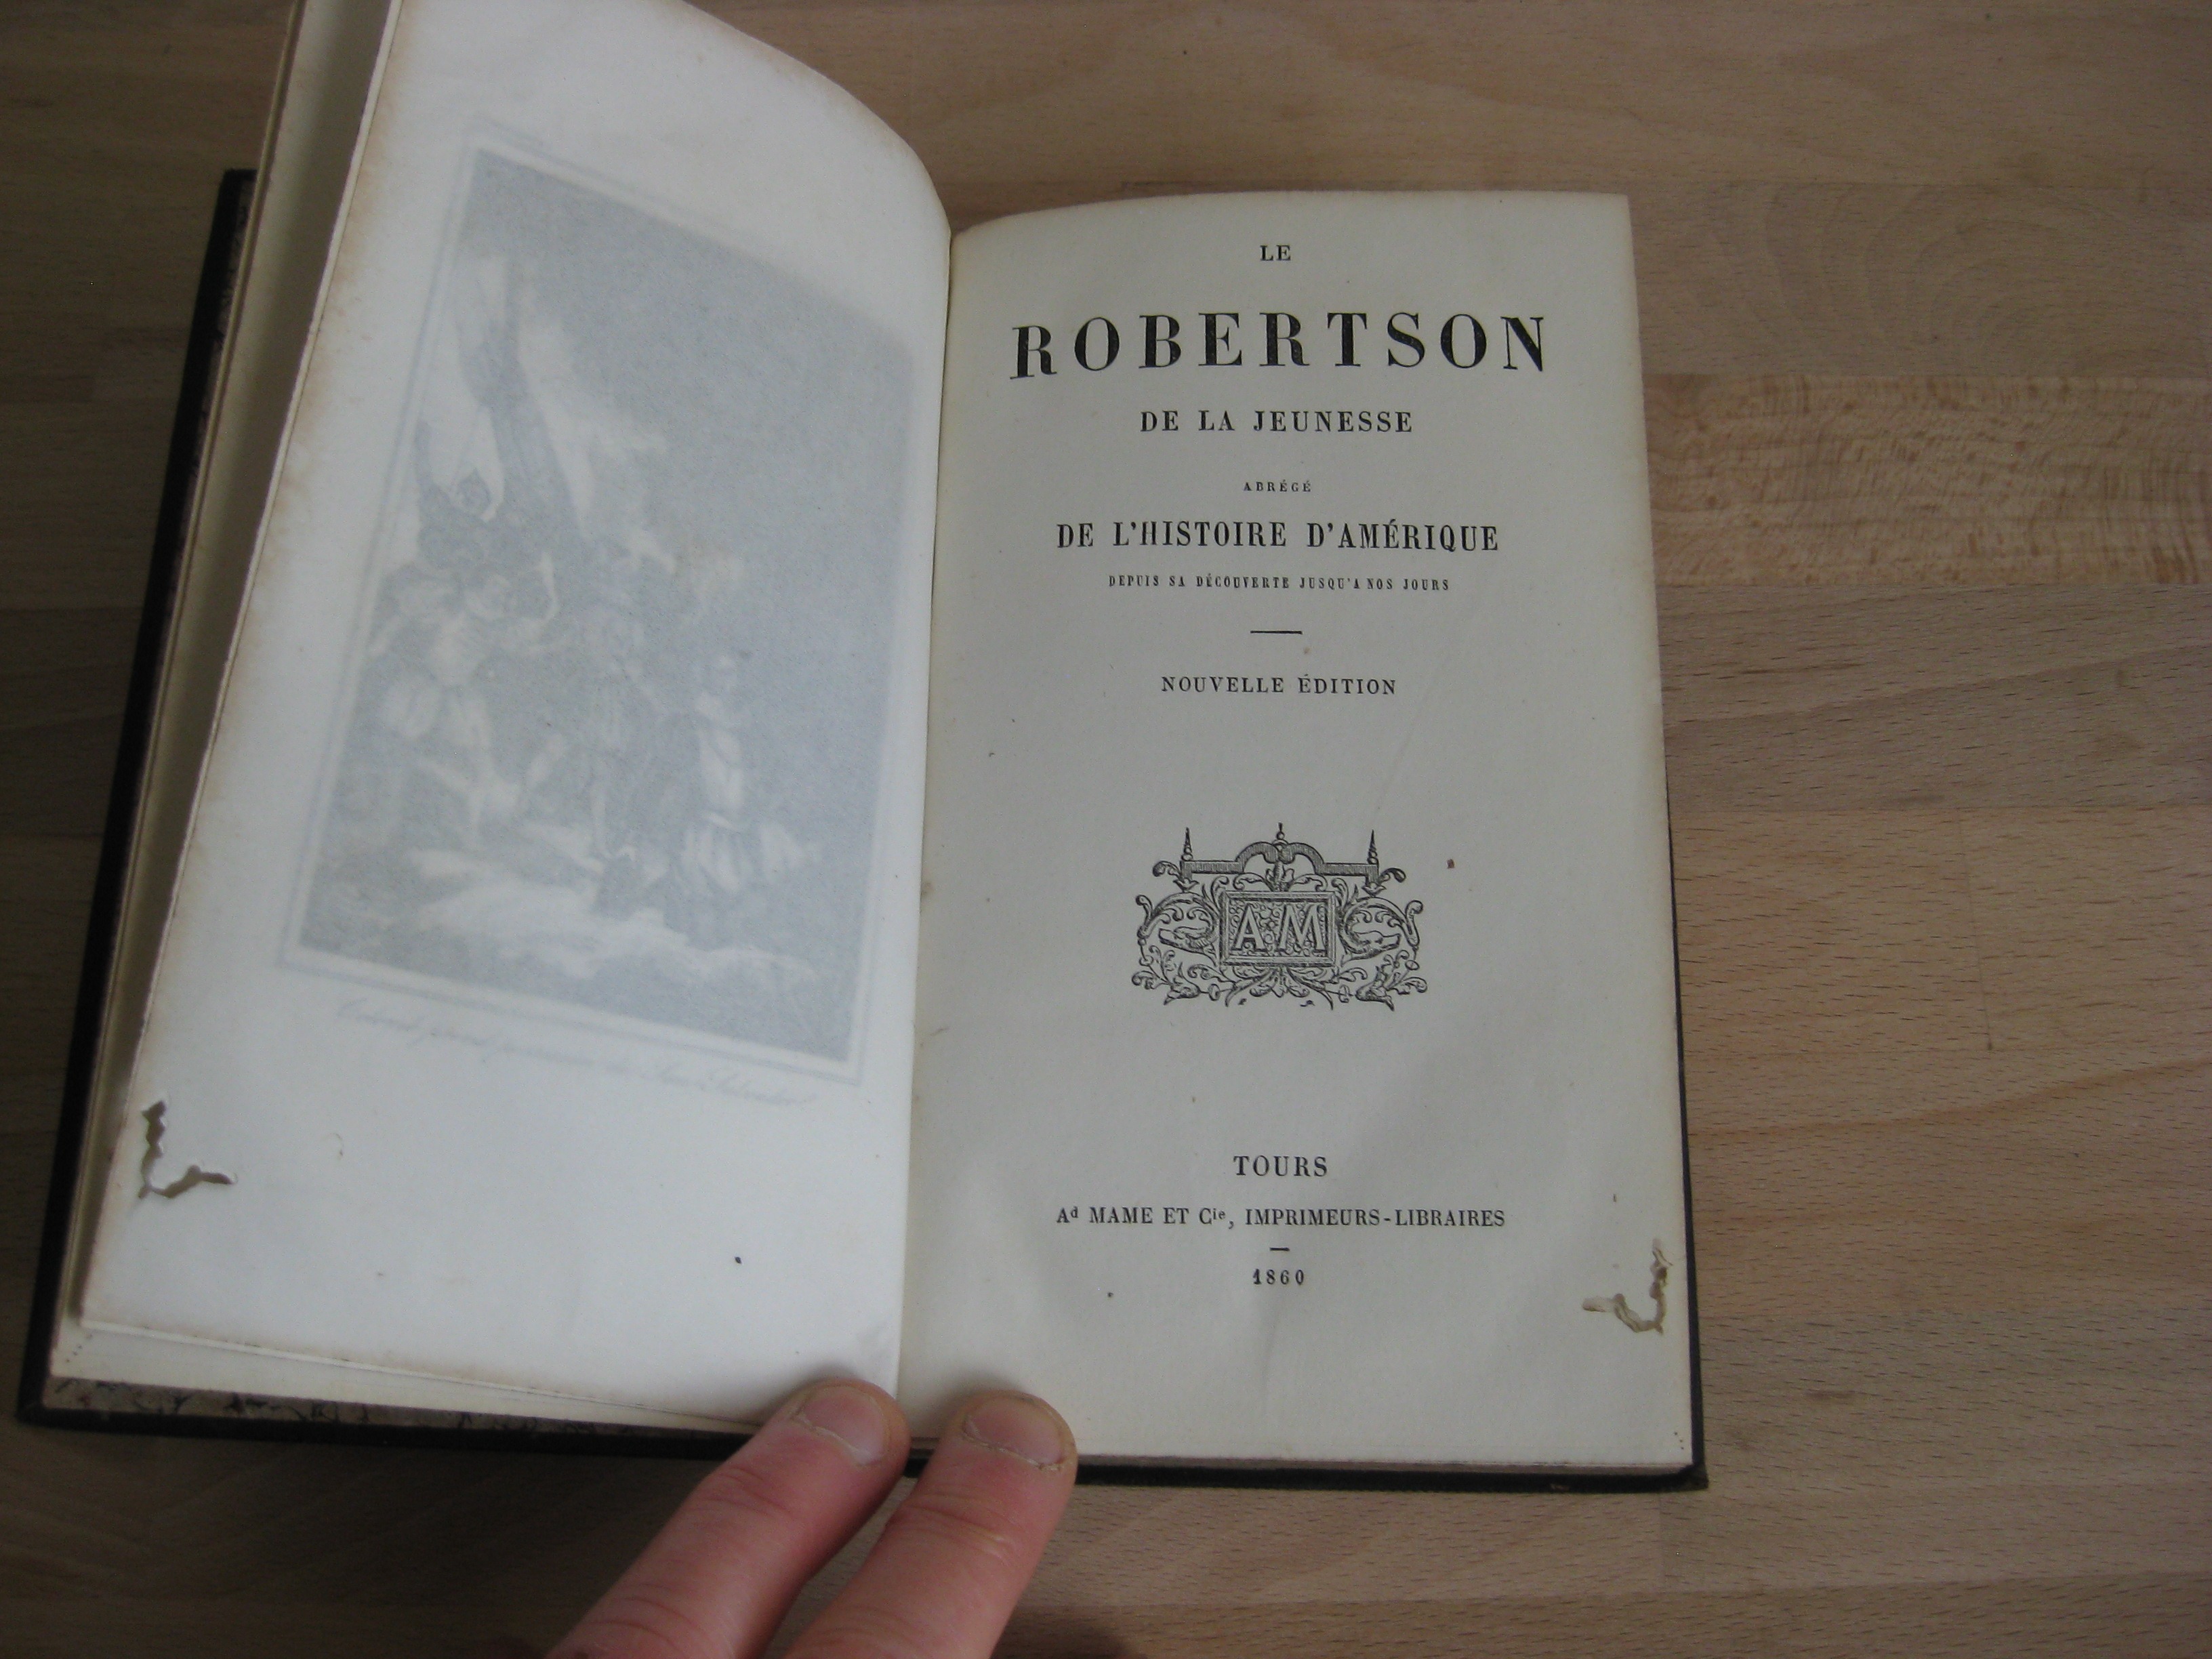 LE
ROBERTSON
DE LA JEUNESSE
ABRÉGÉ
DE L'HISTOIRE D'AMÉRIQUE
DEPUIS SA DÉCOUVERTE JUSQU'A NOS JOURS
NOUVELLE ÉDITION
AM
TOURS
Ad MAME ET Cie, IMPRIMEURS-LIBRAIRES
1860